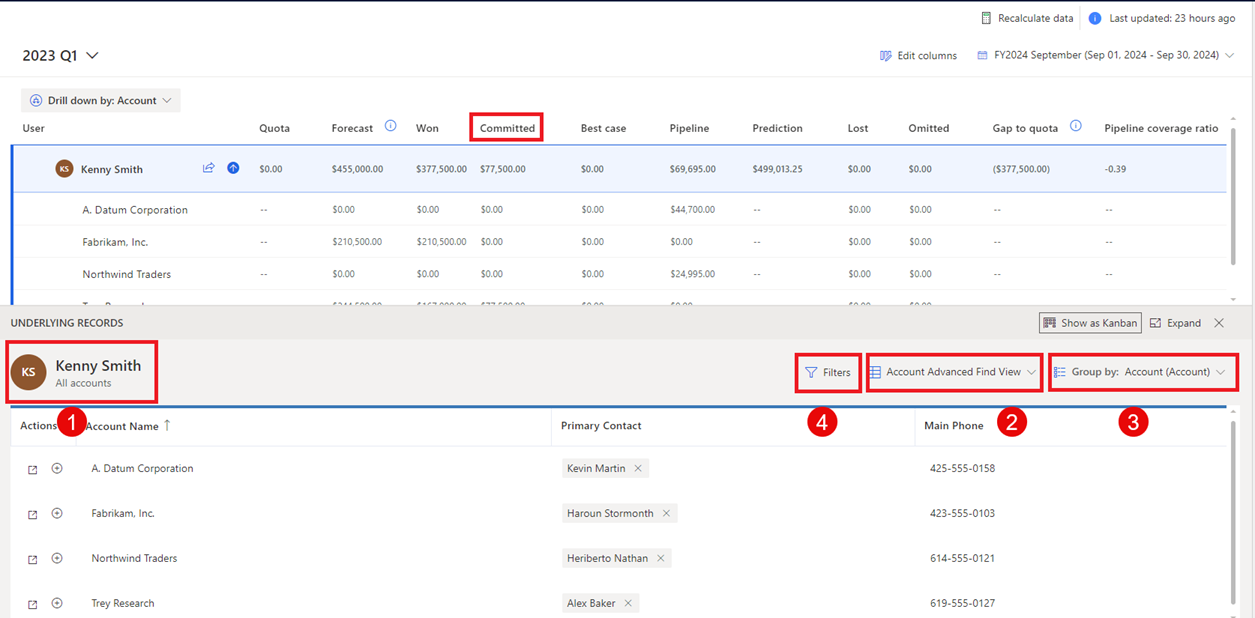 Recalculate data Last updated: 23 hours ago
2023 Q1 Edit columns FY2024 September (Sep 01, 2024 - Sep 30, 2024)
Drill down by: Account
User Quota Forecast Won Committed Best case Pipeline Prediction Lost Omitted Gap to quota Pipeline coverage ratio
KS Kenny Smith $0.00 $455,000.00 $377,500.00 $77,500.00 $0.00 $69,695.00 $499,013.25 $0.00 $0.00 ($377,500.00) -0.39
A. Datum Corporation -- $0.00 $0.00 $0.00 $0.00 $44,700.00 -- $0.00 $0.00 -- --
Fabrikam, Inc. -- $210,500.00 $210,500.00 $0.00 $0.00 $0.00 -- $0.00 $0.00 -- --
Northwind Traders -- $0.00 $0.00 $0.00 $0.00 $24,995.00 -- $0.00 $0.00 -- --
UNDERLYING RECORDS Show as Kanban Expand
KS Kenny Smith
All accounts
Filters Account Advanced Find View Group by: Account (Account)
1 4 2 3
Actions Account Name Primary Contact Main Phone
A. Datum Corporation Kevin Martin 425-555-0158
Fabrikam, Inc. Haroun Stormonth 423-555-0103
Northwind Traders Heriberto Nathan 614-555-0121
Trey Research Alex Baker 619-555-0127